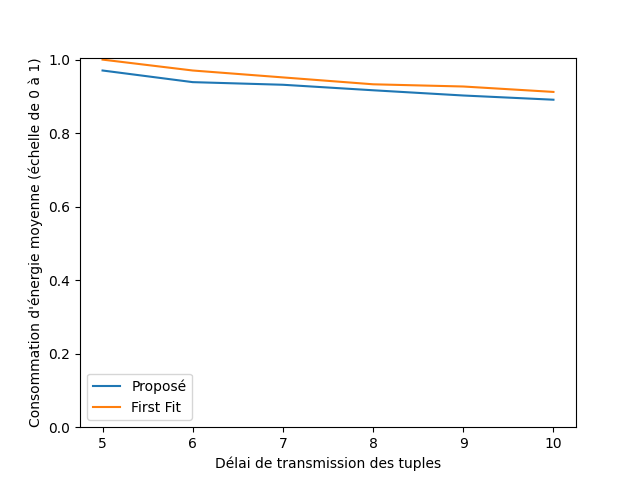 Consommation d'énergie moyenne (échelle de 0 à 1)
1.0
0.8
0.6
0.4
0.2
0.0
Proposé
First Fit
5 6 7 8 9 10
Délai de transmission des tuples